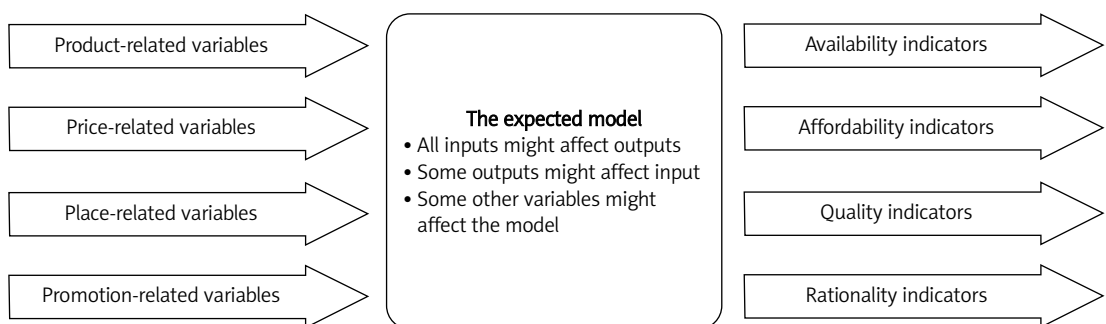 Product-related variables
Price-related variables
Place-related variables
Promotion-related variables
The expected model
• All inputs might affect outputs
• Some outputs might affect input
• Some other variables might
affect the model
Availability indicators
Affordability indicators
Quality indicators
Rationality indicators